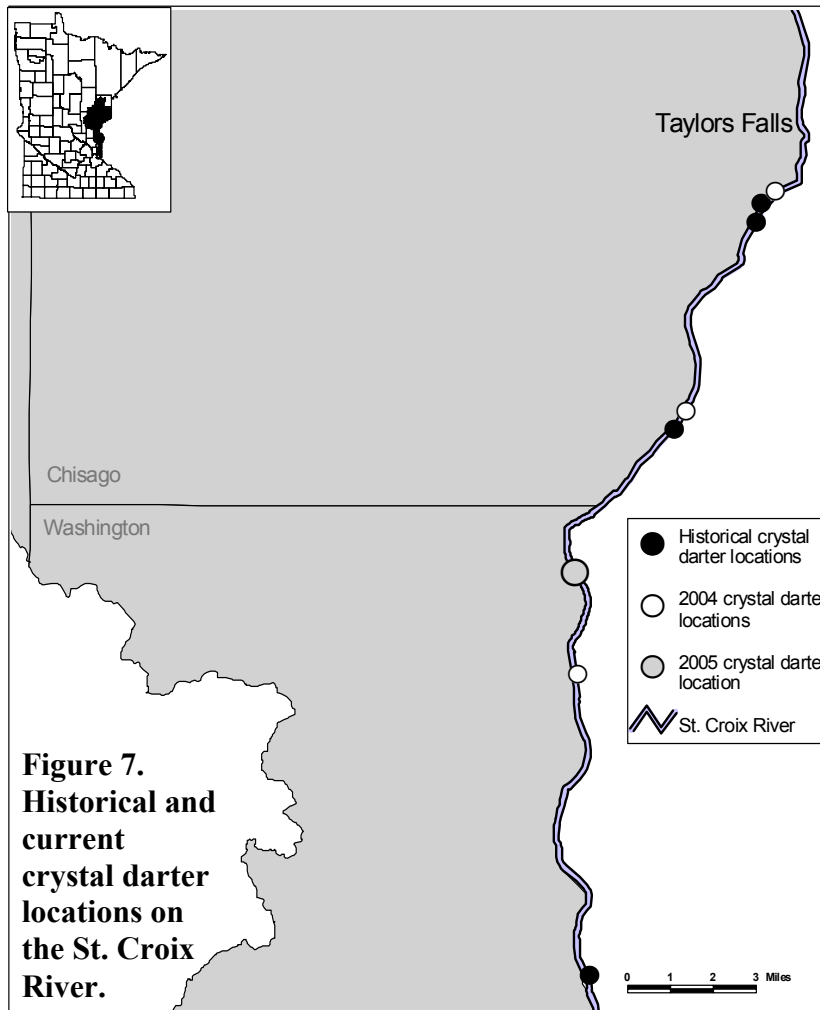 Taylors Falls
Chisago
Washington
Historical crystal
darter locations
2004 crystal darte
locations
2005 crystal darte
location
St. Croix River
Figure 7.
Historical and
current
crystal darter
locations on
the St. Croix
River.
0 1 2 3 Miles